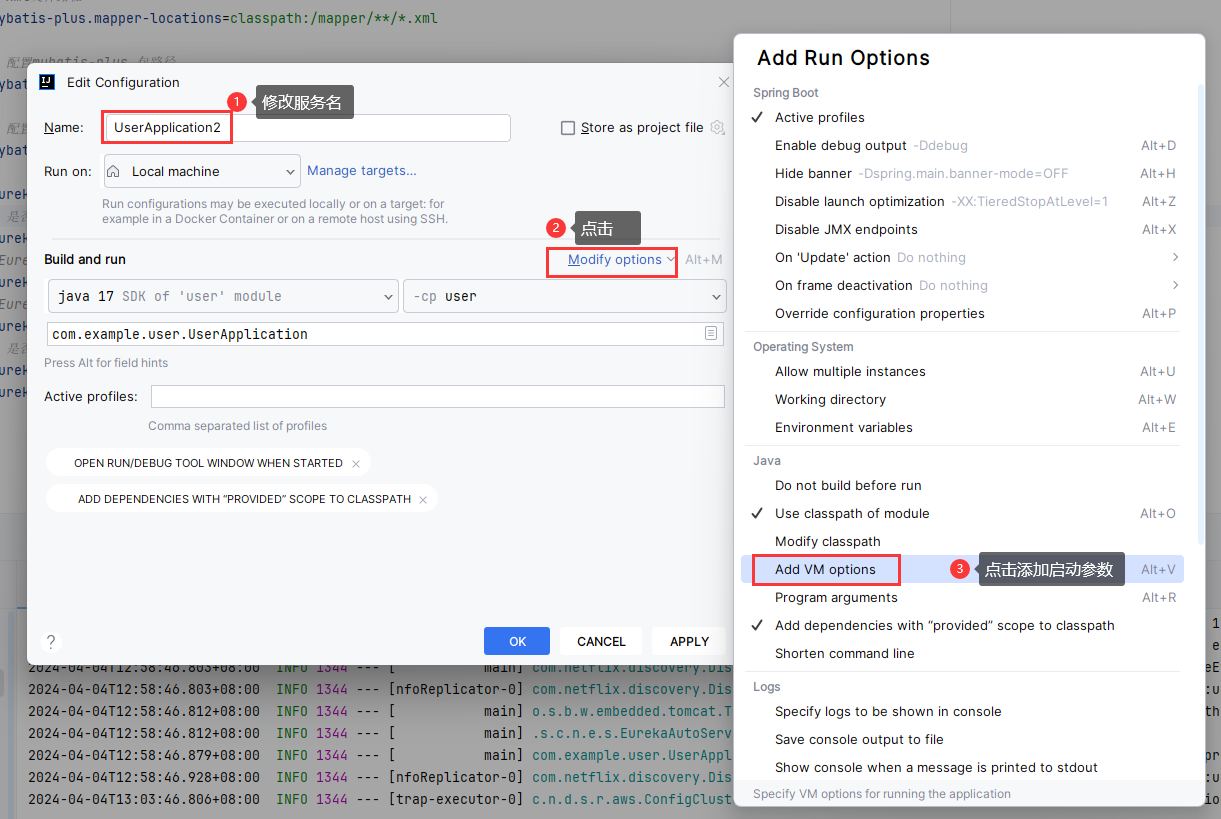 ybatis-plus.mapper-locations=classpath:/mapper/**/*.xml
Edit Configuration
1 修改服务名
Name: UserApplication2
Store as project file
Run on: Local machine Manage targets...
Run configurations may be executed locally or on a target: for
example in a Docker Container or on a remote host using SSH.
2 点击
Build and run
Modify options Alt+M
java 17 SDK of 'user' module
-cp user
com.example.user.UserApplication
Press Alt for field hints
Active profiles:
Comma separated list of profiles
OPEN RUN/DEBUG TOOL WINDOW WHEN STARTED
ADD DEPENDENCIES WITH “PROVIDED” SCOPE TO CLASSPATH
?
OK CANCEL APPLY
Add Run Options
Spring Boot
Active profiles
Enable debug output -Ddebug Alt+D
Hide banner -Dspring.main.banner-mode=OFF Alt+H
Disable launch optimization -XX:TieredStopAtLevel=1 Alt+Z
Disable JMX endpoints Alt+X
On 'Update' action Do nothing
On frame deactivation Do nothing
Override configuration properties Alt+P
Operating System
Allow multiple instances Alt+U
Working directory Alt+W
Environment variables Alt+E
Java
Do not build before run
Use classpath of module Alt+O
Modify classpath
Add VM options Alt+V
3 点击添加启动参数
Program arguments Alt+R
Add dependencies with “provided” scope to classpath
Shorten command line
Logs
Specify logs to be shown in console
Save console output to file
Show console when a message is printed to stdout
Specify VM options for running the application
2024-04-04T12:58:46.803+08:00 INFO 1344 --- [ main] com.netflix.discovery.Dis
2024-04-04T12:58:46.803+08:00 INFO 1344 --- [nfoReplicator-0] com.netflix.discovery.Dis
2024-04-04T12:58:46.812+08:00 INFO 1344 --- [ main] o.s.b.w.embedded.tomcat.T
2024-04-04T12:58:46.812+08:00 INFO 1344 --- [ main] .s.c.n.e.s.EurekaAutoServ
2024-04-04T12:58:46.879+08:00 INFO 1344 --- [ main] com.example.user.UserAppl
2024-04-04T12:58:46.928+08:00 INFO 1344 --- [nfoReplicator-0] com.netflix.discovery.Dis
2024-04-04T13:03:46.806+08:00 INFO 1344 --- [trap-executor-0] c.n.d.s.r.aws.ConfigClust